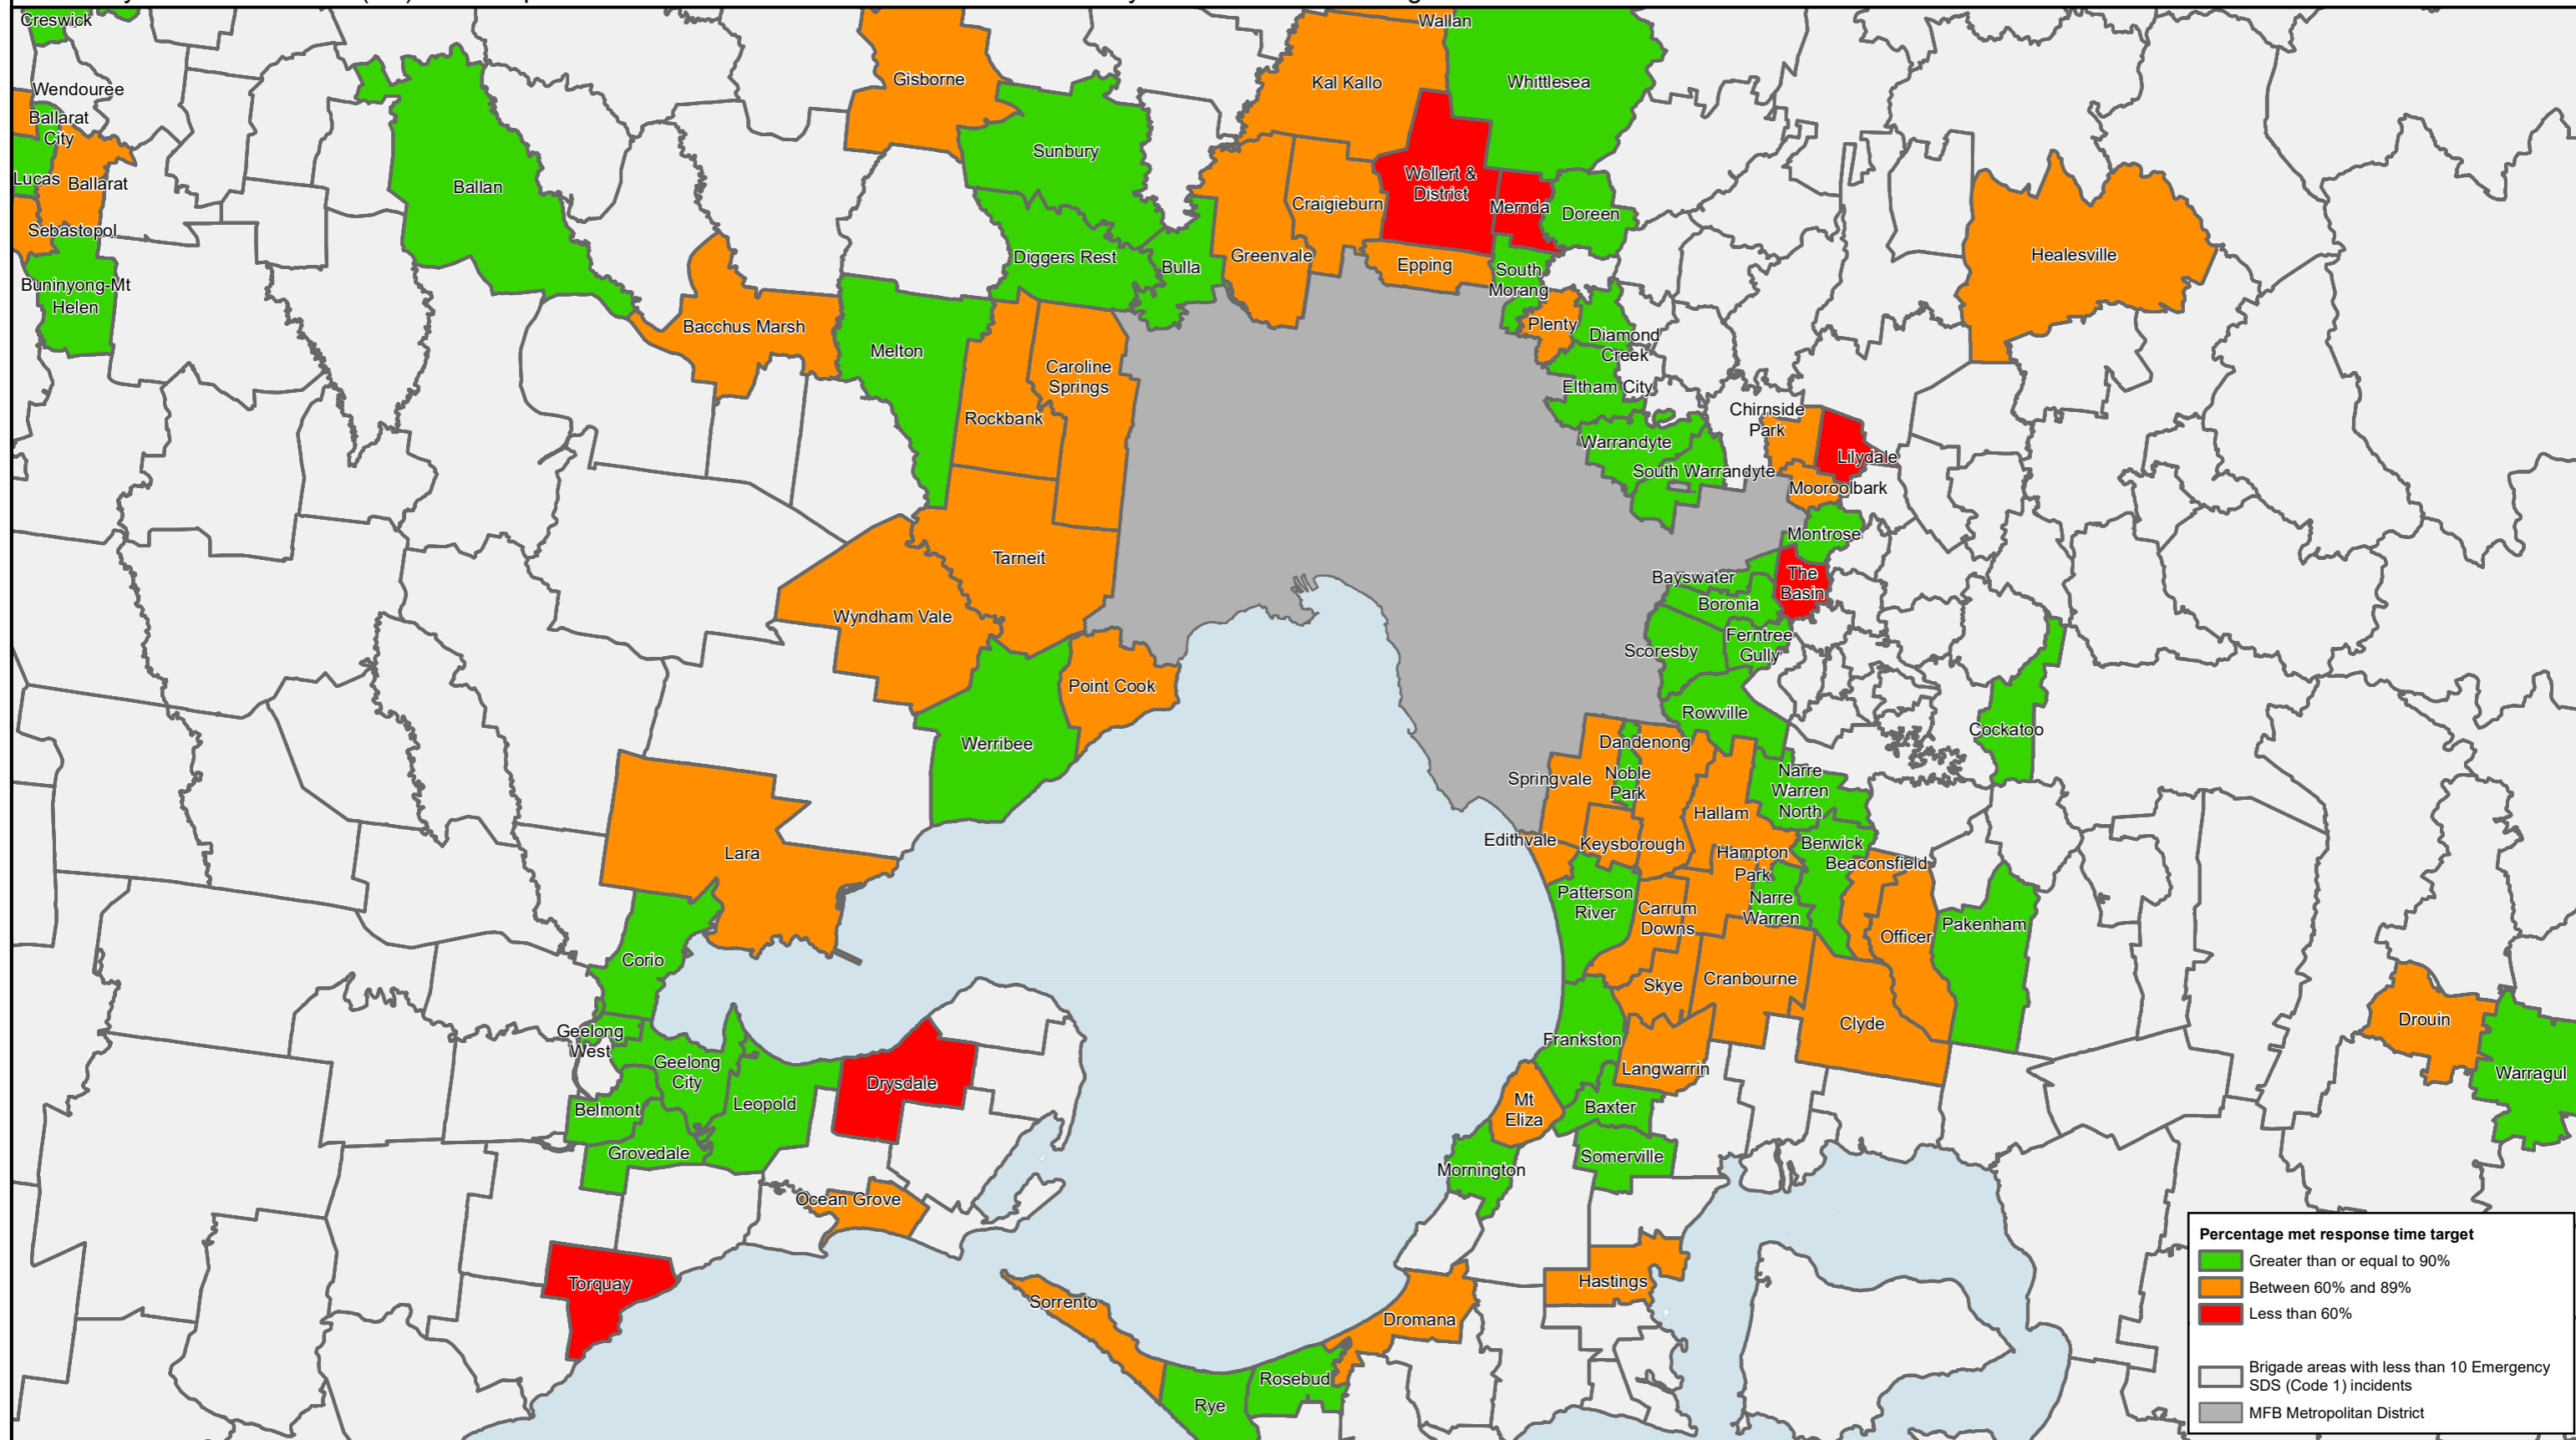 Creswick
Wallan
Wendouree
Gisborne
Kal Kallo
Whittlesea
Ballarat
City
Sunbury
Lucas
Ballarat
Ballan
Wollert &
District
Craigieburn
Mernda
Doreen
Sebastopol
Diggers Rest
Bulla
Greenvale
Epping
South
Morang
Healesville
Buninyong-Mt
Helen
Bacchus Marsh
Melton
Plenty
Diamond
Creek
Caroline
Springs
Eltham City
Rockbank
Chirnside
Park
Warrandyte
Lilydale
South Warrandyte
Mooroolbark
Montrose
Tarneit
The
Basin
Bayswater
Boronia
Wyndham Vale
Ferntree
Gully
Scoresby
Point Cook
Rowville
Werribee
Cockatoo
Dandenong
Springvale
Noble
Park
Narre
Warren
North
Hallam
Edithvale
Keysborough
Berwick
Lara
Hampton
Park
Beaconsfield
Patterson
River
Narre
Warren
Carrum
Downs
Officer
Pakenham
Corio
Skye
Cranbourne
Geelong
West
Frankston
Clyde
Drouin
Geelong
City
Langwarrin
Warragul
Drysdale
Leopold
Belmont
Mt
Eliza
Baxter
Grovedale
Somerville
Mornington
Ocean Grove
Torquay
Hastings
Sorrento
Dromana
Rosebud
Rye
Percentage met response time target
Greater than or equal to 90%
Between 60% and 89%
Less than 60%
Brigade areas with less than 10 Emergency
SDS (Code 1) incidents
MFB Metropolitan District